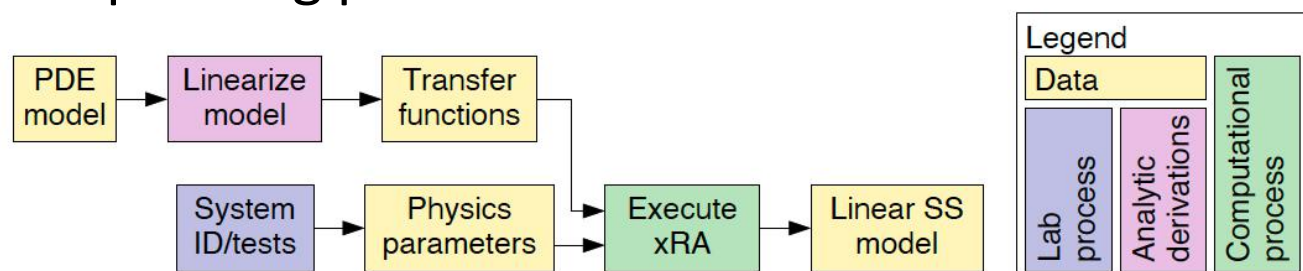 PDE
model
Linearize
model
Transfer
functions
System
ID/tests
Physics
parameters
Execute
xRA
Linear SS
model
Legend
Data
Lab
process
Analytic
derivations
Computational
process